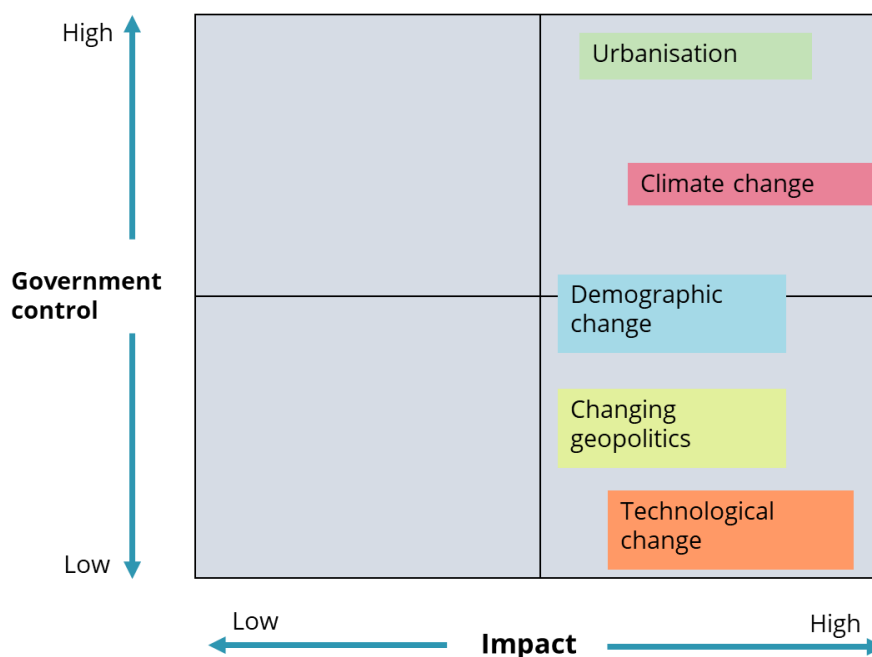 High
Urbanisation
Climate change
Government
control
Demographic
change
Changing
geopolitics
Technological
change
Low
Low
High
Impact